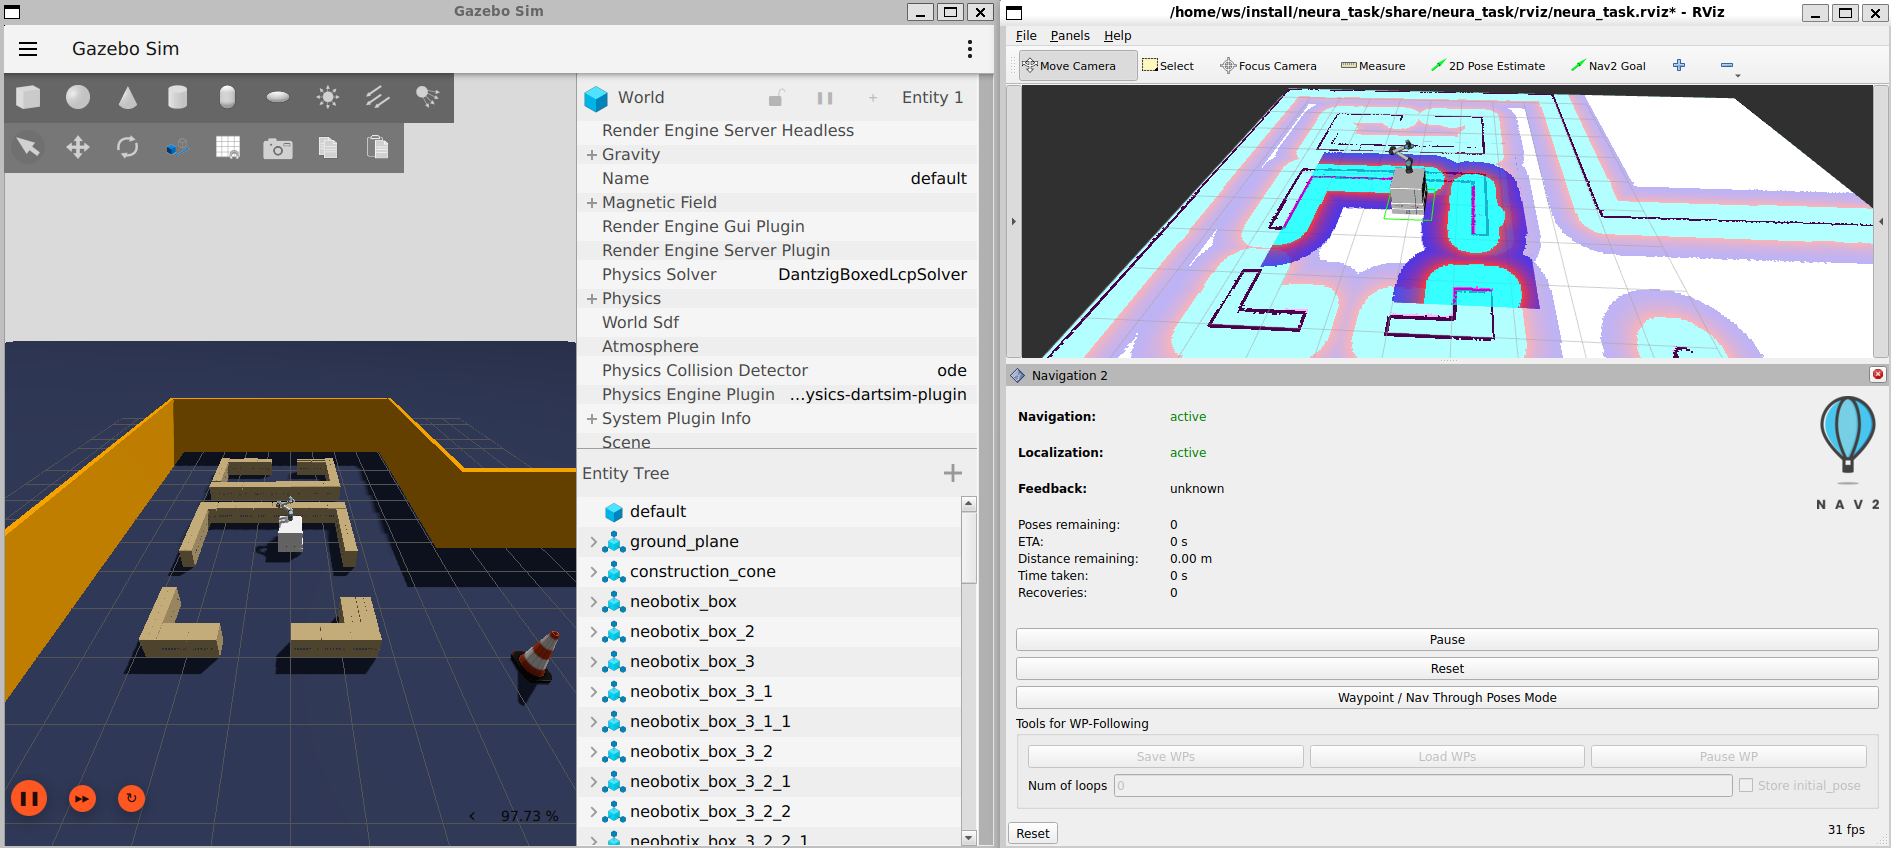 Gazebo Sim
Gazebo Sim
World
Entity 1
Render Engine Server Headless
Gravity
Name default
Magnetic Field
Render Engine Gui Plugin
Render Engine Server Plugin
Physics Solver DantzigBoxedLcpSolver
Physics
World Sdf
Atmosphere
Physics Collision Detector ode
Physics Engine Plugin ...ysics-dartsim-plugin
System Plugin Info
Scene
Entity Tree
default
ground_plane
construction_cone
neobotix_box
neobotix_box_2
neobotix_box_3
neobotix_box_3_1
neobotix_box_3_1_1
neobotix_box_3_2
neobotix_box_3_2_1
neobotix_box_3_2_2
neobotix_box_3_2_2_1
97.73 %
/home/ws/install/neura_task/share/neura_task/rviz/neura_task.rviz* - RViz
File Panels Help
Move Camera Select Focus Camera Measure 2D Pose Estimate Nav2 Goal
Navigation 2
Navigation: active
Localization: active
Feedback: unknown
NAV2
Poses remaining: 0
ETA: 0 s
Distance remaining: 0.00 m
Time taken: 0 s
Recoveries: 0
Pause
Reset
Waypoint / Nav Through Poses Mode
Tools for WP-Following
Save WPs Load WPs Pause WP
Num of loops 0 Store initial_pose
Reset
31 fps